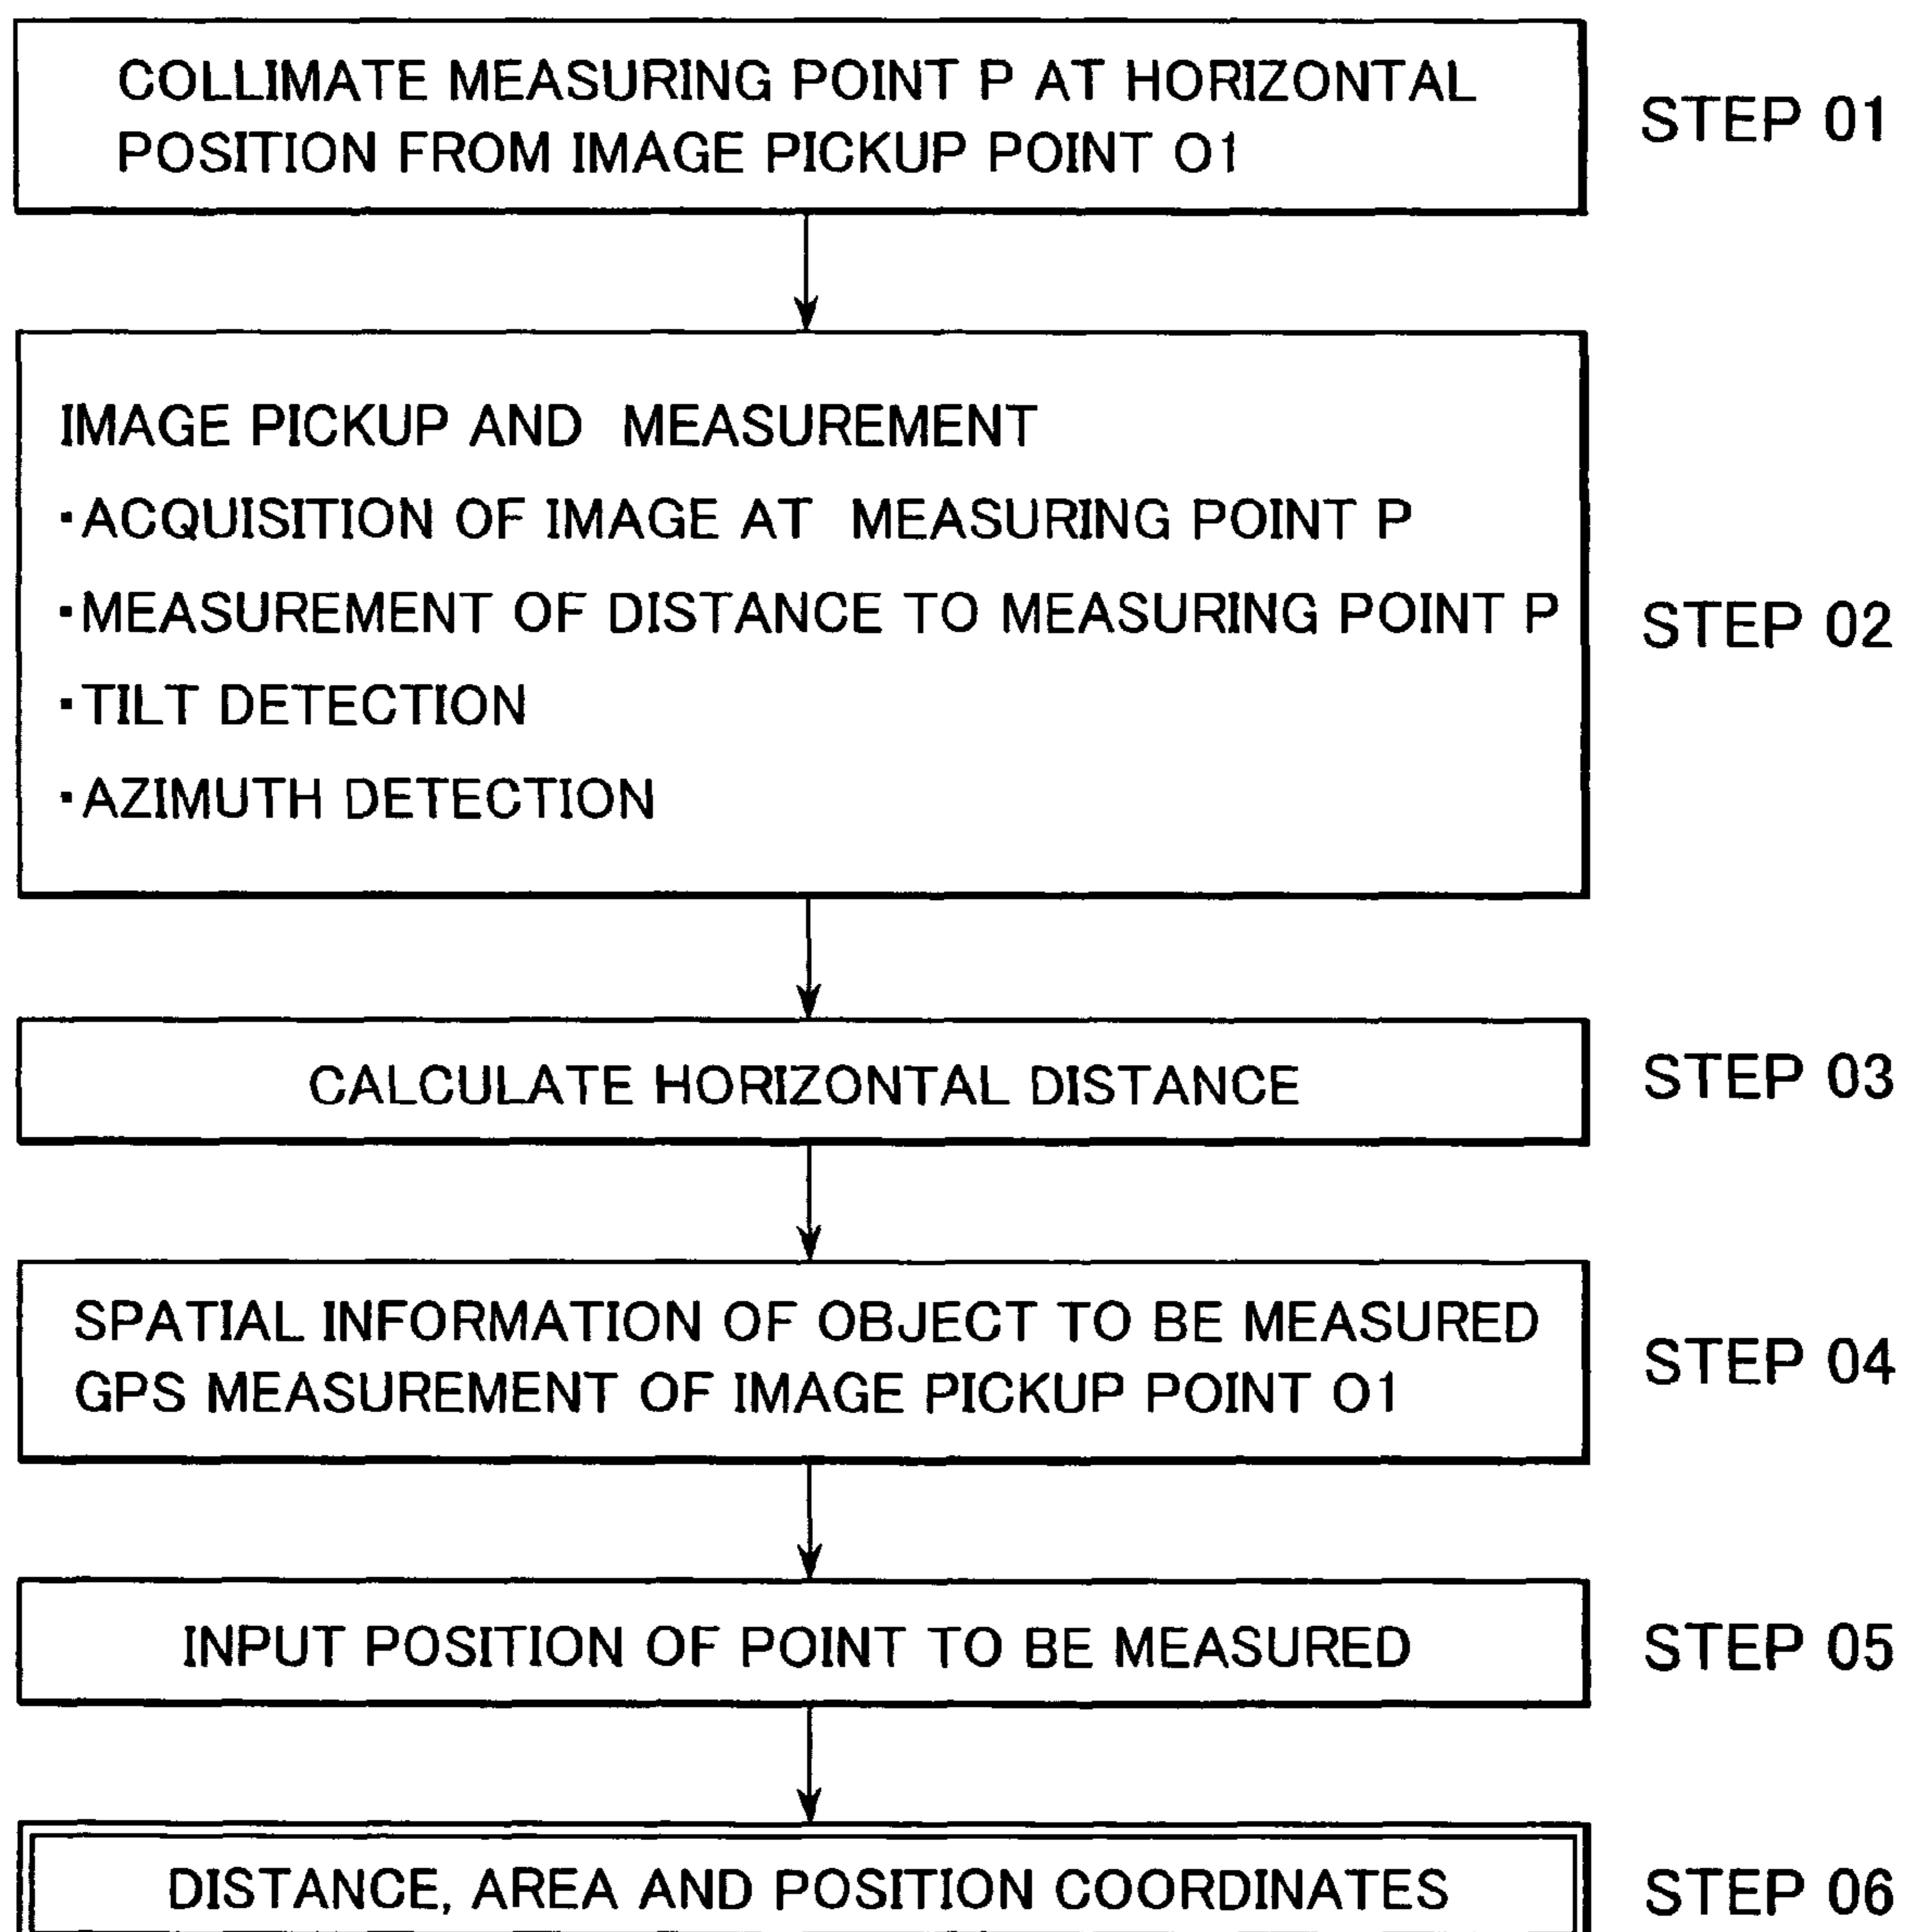 COLLIMATE MEASURING POINT P AT HORIZONTAL
POSITION FROM IMAGE PICKUP POINT O1
STEP 01
IMAGE PICKUP AND MEASUREMENT
・ACQUISITION OF IMAGE AT MEASURING POINT P
・MEASUREMENT OF DISTANCE TO MEASURING POINT P
・TILT DETECTION
・AZIMUTH DETECTION
STEP 02
CALCULATE HORIZONTAL DISTANCE
STEP 03
SPATIAL INFORMATION OF OBJECT TO BE MEASURED
GPS MEASUREMENT OF IMAGE PICKUP POINT O1
STEP 04
INPUT POSITION OF POINT TO BE MEASURED
STEP 05
DISTANCE, AREA AND POSITION COORDINATES
STEP 06